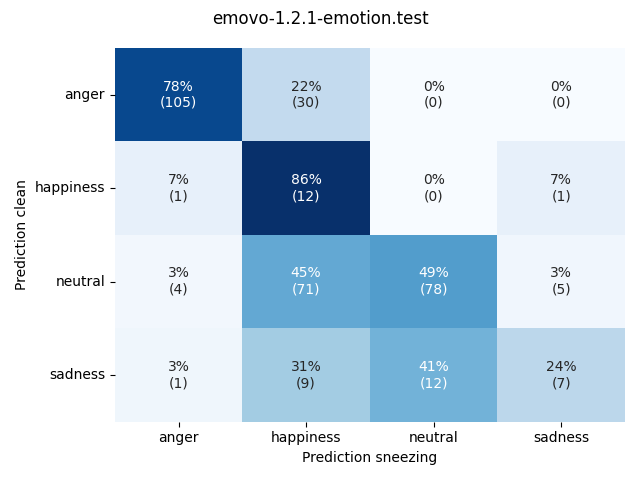 emovo-1.2.1-emotion.test
Prediction clean
anger
78%
(105)
22%
(30)
0%
(0)
0%
(0)
happiness
7%
(1)
86%
(12)
0%
(0)
7%
(1)
neutral
3%
(4)
45%
(71)
49%
(78)
3%
(5)
sadness
3%
(1)
31%
(9)
41%
(12)
24%
(7)
anger
happiness
neutral
sadness
Prediction sneezing